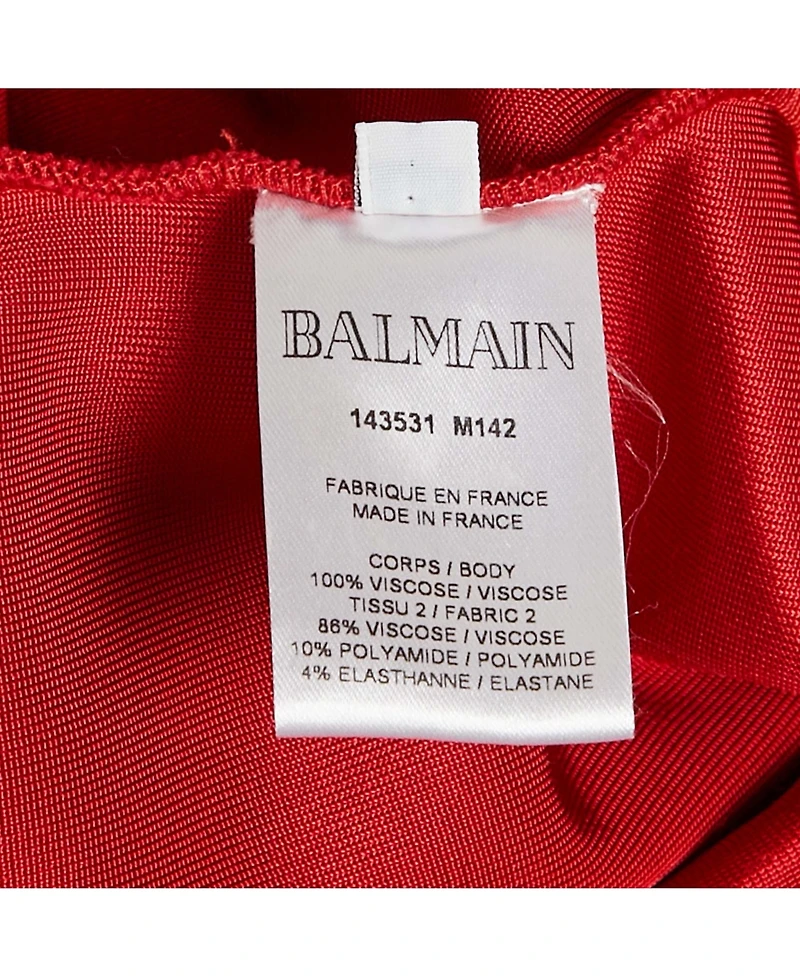 BALMAIN
143531 M142
FABRIQUE EN FRANCE
MADE IN FRANCE
CORPS / BODY
100% VISCOSE / VISCOSE
TISSU 2 / FABRIC 2
86% VISCOSE / VISCOSE
10% POLYAMIDE / POLYAMIDE
4% ELASTHANNE / ELASTANE